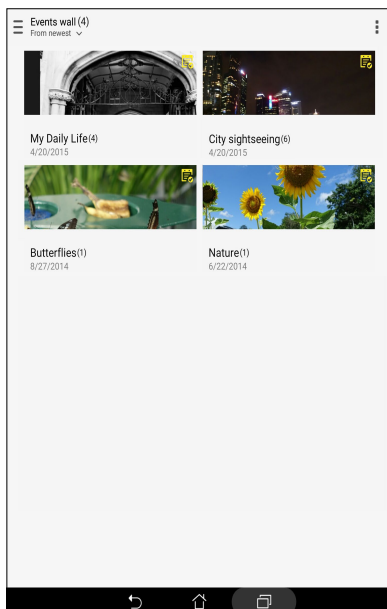 Events wall (4)
From newest
My Daily Life(4)
4/20/2015
City sightseeing(6)
4/20/2015
Butterflies(1)
8/27/2014
Nature(1)
6/22/2014